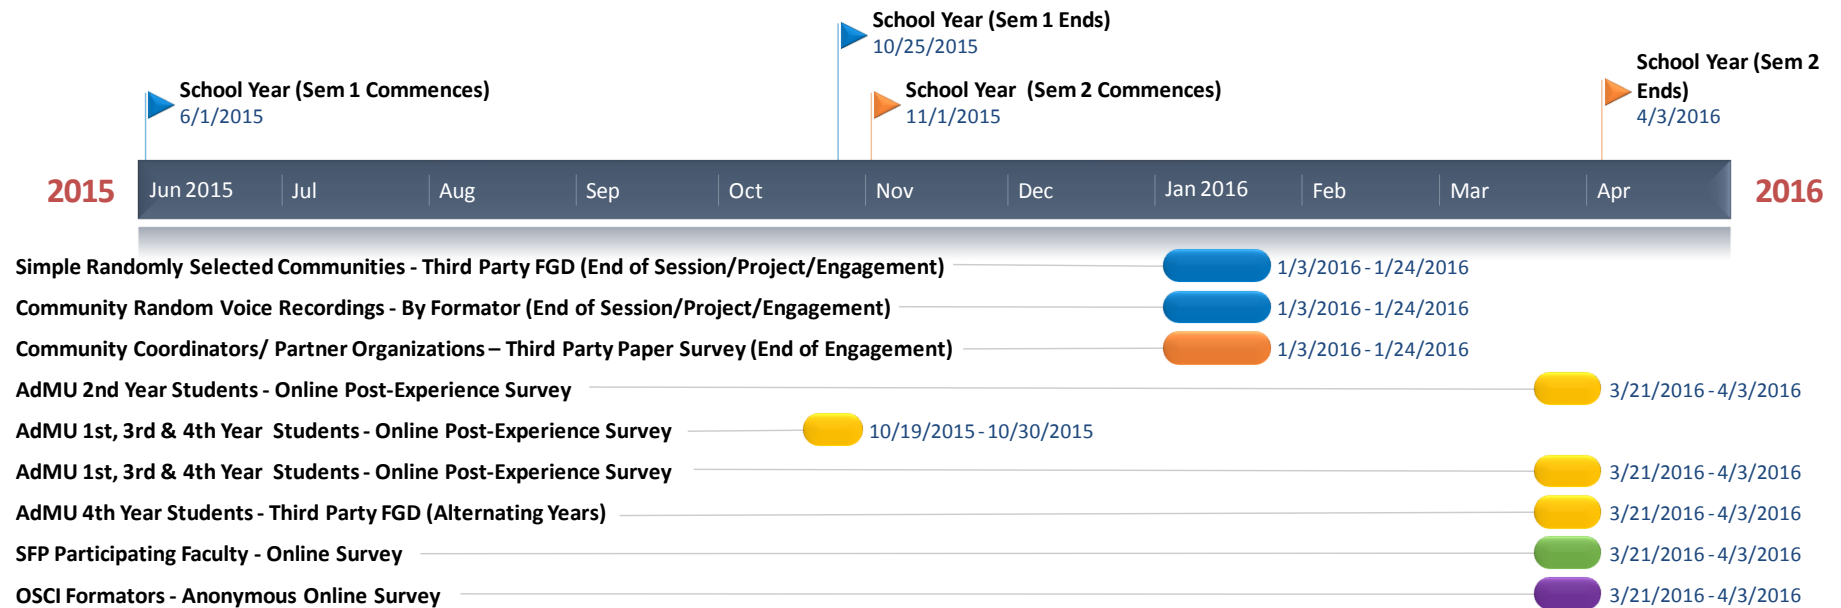 School Year (Sem 1 Ends)
10/25/2015
School Year (Sem 2
Ends)
4/3/2016
School Year (Sem 1 Commences)
6/1/2015
School Year (Sem 2 Commences)
11/1/2015
2015 Jun 2015 Jul Aug Sep Oct Nov Dec Jan 2016 Feb Mar Apr 2016
Simple Randomly Selected Communities - Third Party FGD (End of Session/Project/Engagement) 1/3/2016 - 1/24/2016
Community Random Voice Recordings - By Formator (End of Session/Project/Engagement) 1/3/2016 - 1/24/2016
Community Coordinators/ Partner Organizations – Third Party Paper Survey (End of Engagement) 1/3/2016 - 1/24/2016
AdMU 2nd Year Students - Online Post-Experience Survey 3/21/2016 - 4/3/2016
AdMU 1st, 3rd & 4th Year Students - Online Post-Experience Survey 10/19/2015 - 10/30/2015
AdMU 1st, 3rd & 4th Year Students - Online Post-Experience Survey 3/21/2016 - 4/3/2016
AdMU 4th Year Students - Third Party FGD (Alternating Years) 3/21/2016 - 4/3/2016
SFP Participating Faculty - Online Survey 3/21/2016 - 4/3/2016
OSCI Formators - Anonymous Online Survey 3/21/2016 - 4/3/2016